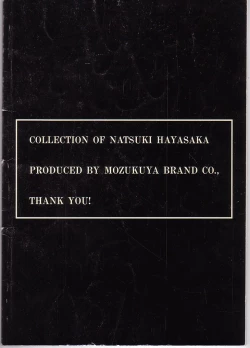 COLLECTION OF NATSUKI HAYASAKA
PRODUCED BY MOZUKUYA BRAND CO.,
THANK YOU!